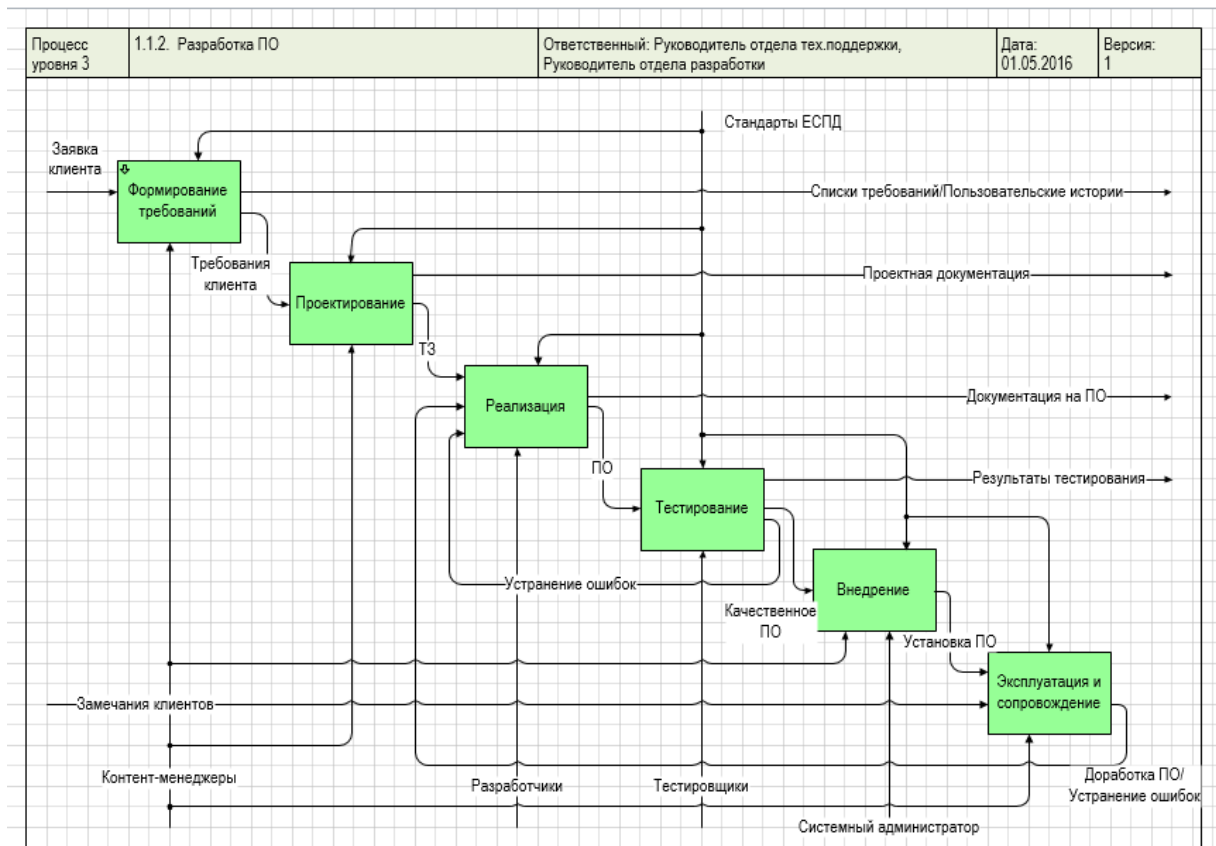 Процесс
уровня 3
1.1.2. Разработка ПО
Ответственный: Руководитель отдела тех.поддержки,
Руководитель отдела разработки
Дата:
01.05.2016
Версия:
1
Стандарты ЕСПД
Заявка
клиента
Формирование
требований
Списки требований/Пользовательские истории
Требования
клиента
Проектирование
Проектная документация
ТЗ
Реализация
Документация на ПО
ПО
Тестирование
Результаты тестирования
Устранение ошибок
Качественное
ПО
Внедрение
Установка ПО
Эксплуатация и
сопровождение
Замечания клиентов
Контент-менеджеры
Разработчики
Тестировщики
Доработка ПО/
Устранение ошибок
Системный администратор